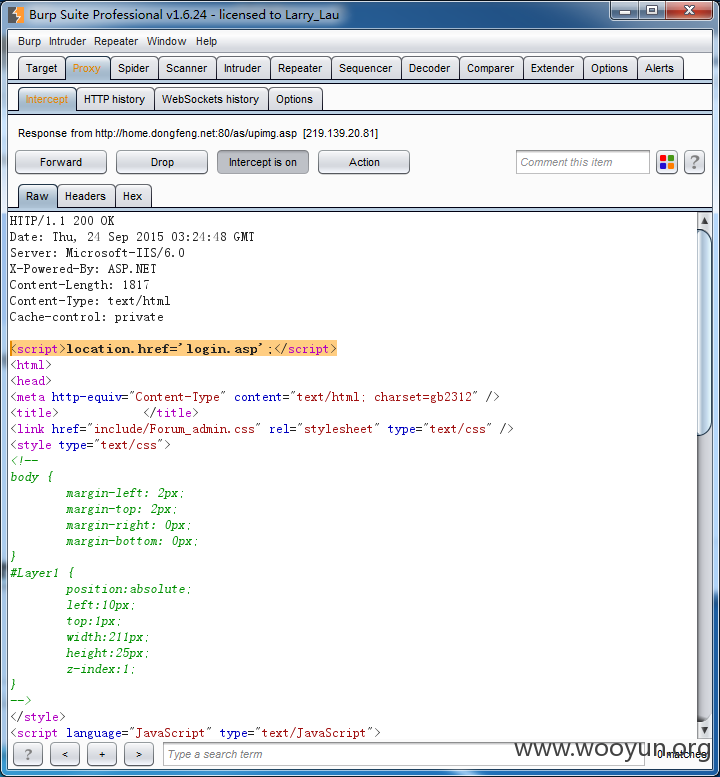 Burp Suite Professional v1.6.24 - licensed to Larry_Lau
Burp Intruder Repeater Window Help
Target Proxy Spider Scanner Intruder Repeater Sequencer Decoder Comparer Extender Options Alerts
Intercept HTTP history WebSockets history Options
Response from http://home.dongfeng.net:80/as/upimg.asp [219.139.20.81]
Forward Drop Intercept is on Action Comment this item ?
Raw Headers Hex
HTTP/1.1 200 OK
Date: Thu, 24 Sep 2015 03:24:48 GMT
Server: Microsoft-IIS/6.0
X-Powered-By: ASP.NET
Content-Length: 1817
Content-Type: text/html
Cache-control: private
<script>location.href='login.asp';</script>
<html>
<head>
<meta http-equiv="Content-Type" content="text/html; charset=gb2312" />
<title> </title>
<link href="include/Forum_admin.css" rel="stylesheet" type="text/css" />
<style type="text/css">
<!--
body {
margin-left: 2px;
margin-top: 2px;
margin-right: 0px;
margin-bottom: 0px;
}
#Layer1 {
position:absolute;
left:10px;
top:1px;
width:211px;
height:25px;
z-index:1;
}
-->
</style>
<script language="JavaScript" type="text/JavaScript">
? < + > Type a search term 0 matches
www.wooyun.org